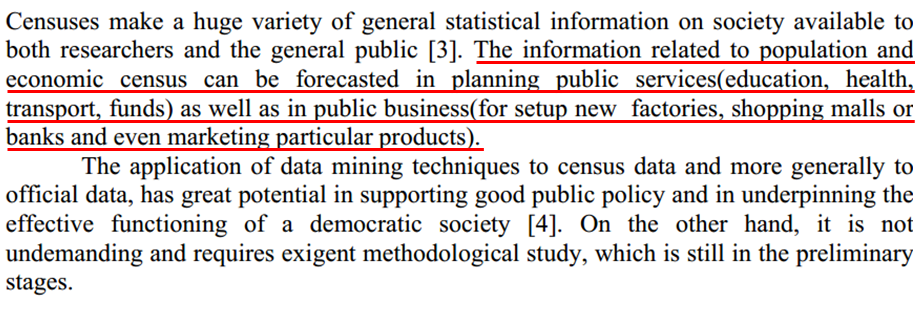 Censuses make a huge variety of general statistical information on society available to
both researchers and the general public [3]. The information related to population and
economic census can be forecasted in planning public services(education, health,
transport, funds) as well as in public business(for setup new factories, shopping malls or
banks and even marketing particular products).
The application of data mining techniques to census data and more generally to
official data, has great potential in supporting good public policy and in underpinning the
effective functioning of a democratic society [4]. On the other hand, it is not
undemanding and requires exigent methodological study, which is still in the preliminary
stages.